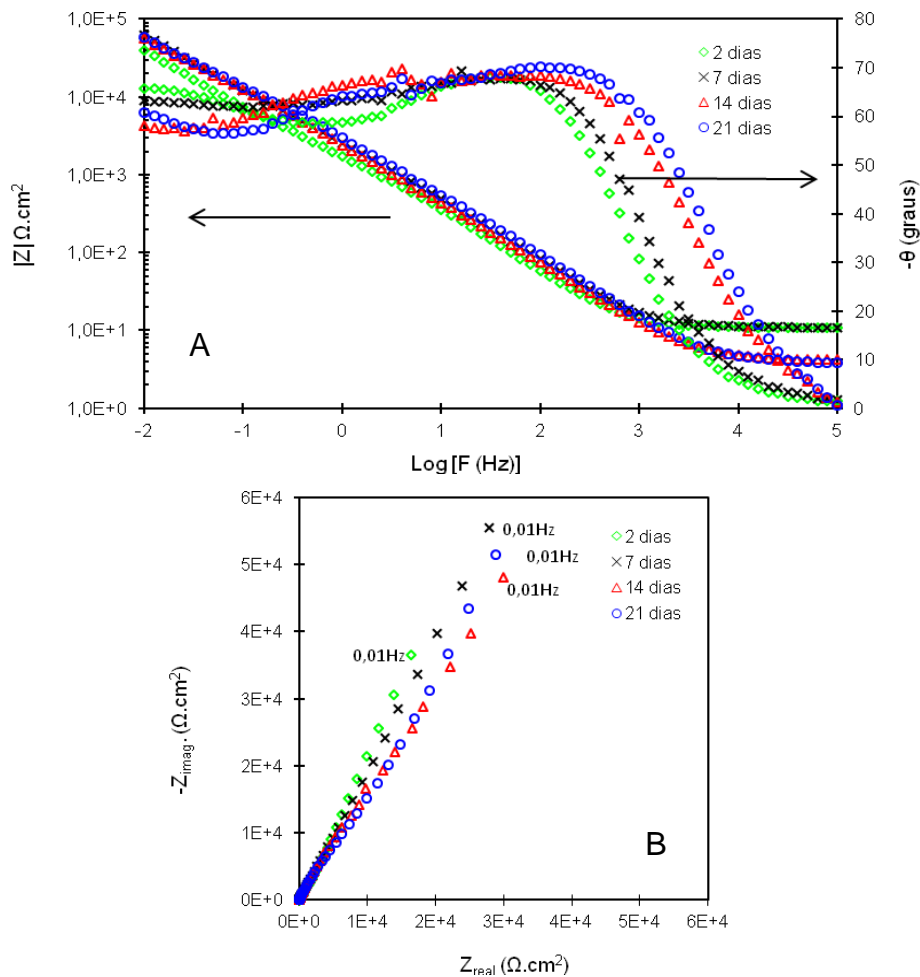 1,0E+5
1,0E+4
1,0E+3
1,0E+2
1,0E+1
1,0E+0
|Z| Ω.cm2
80
70
60
50
40
30
20
10
0
-θ (graus)
2 dias
7 dias
14 dias
21 dias
A
-2 -1 0 1 2 3 4 5
Log [F (Hz)]
6E+4
5E+4
4E+4
3E+4
2E+4
1E+4
0E+0
-Zimag. (Ω.cm2)
0,01Hz
0,01Hz
0,01Hz
0,01Hz
2 dias
7 dias
14 dias
21 dias
B
0E+0 1E+4 2E+4 3E+4 4E+4 5E+4 6E+4
Zreal (Ω.cm2)